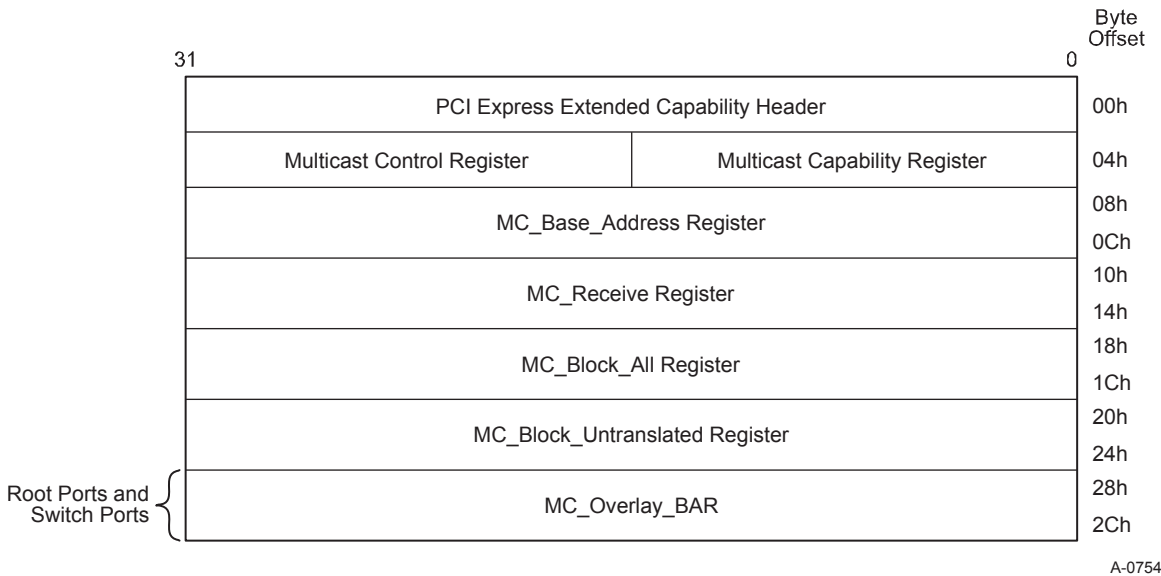 Byte
Offset
31 0
PCI Express Extended Capability Header 00h
Multicast Control Register Multicast Capability Register 04h
08h
MC_Base_Address Register
0Ch
10h
MC_Receive Register
14h
18h
MC_Block_All Register
1Ch
20h
MC_Block_Untranslated Register
24h
Root Ports and
Switch Ports
28h
MC_Overlay_BAR
2Ch
A-0754